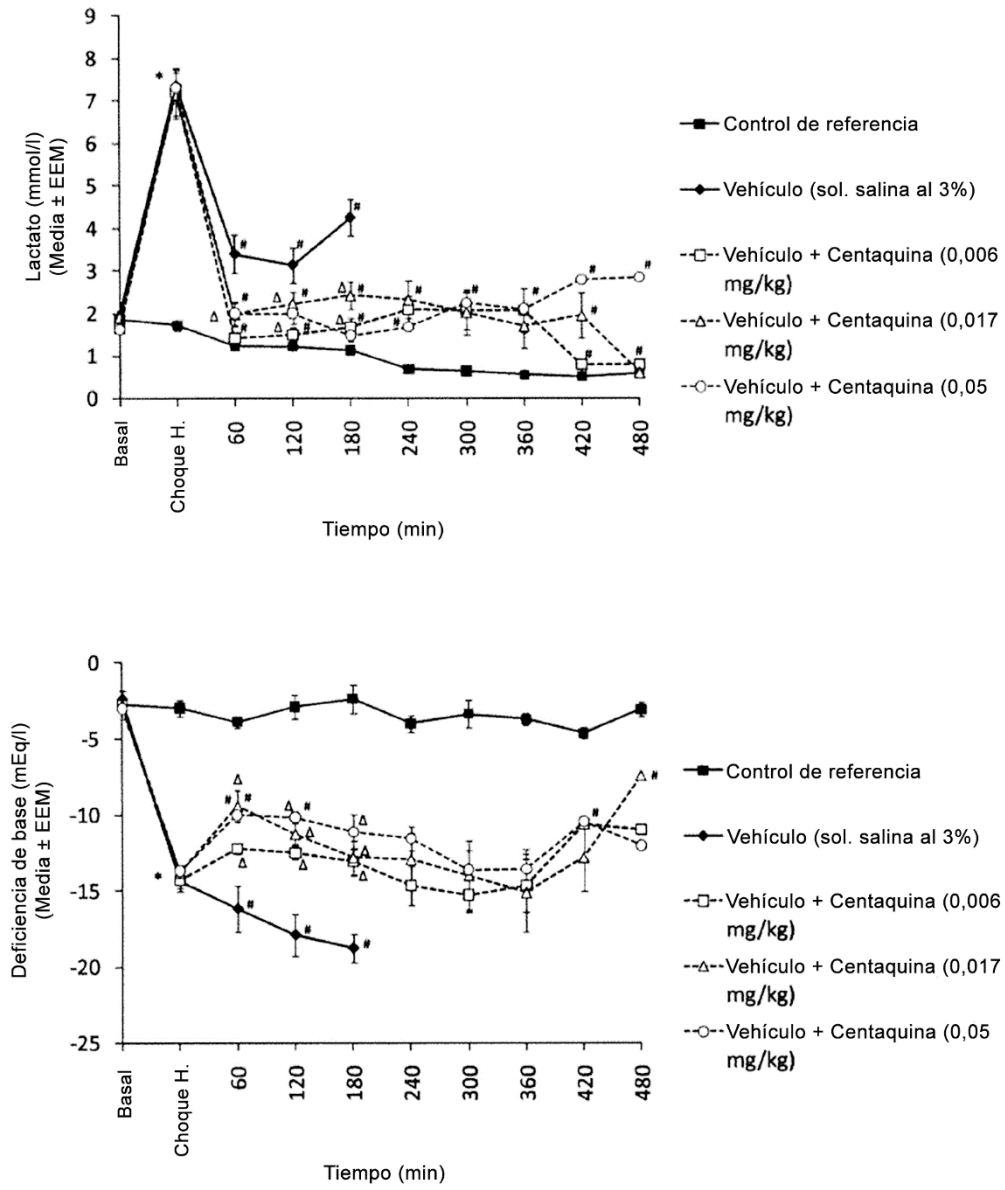 Lactato (mmol/l)
(Media ± EEM)
9
8
7
6
5
4
3
2
1
0
*
#
#
#
Δ
#
#
Δ
#
#
Δ
#
Δ
#
#
#
#
#
#
#
#
#
#
Basal
Choque H.
60
120
180
240
300
360
420
480
Tiempo (min)
Control de referencia
Vehículo (sol. salina al 3%)
Vehículo + Centaquina (0,006
mg/kg)
Vehículo + Centaquina (0,017
mg/kg)
Vehículo + Centaquina (0,05
mg/kg)
Deficiencia de base (mEq/l)
(Media ± EEM)
0
-5
-10
-15
-20
-25
*
Δ
# #
Δ
Δ #
Δ
Δ
Δ
Δ
Δ
#
#
#
#
#
Basal
Choque H.
60
120
180
240
300
360
420
480
Tiempo (min)
Control de referencia
Vehículo (sol. salina al 3%)
Vehículo + Centaquina (0,006
mg/kg)
Vehículo + Centaquina (0,017
mg/kg)
Vehículo + Centaquina (0,05
mg/kg)